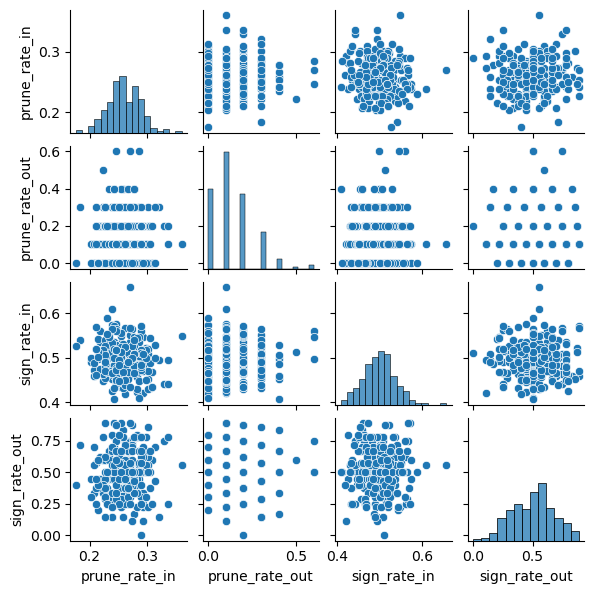 prune_rate_in
0.3
0.2
prune_rate_out
0.6
0.4
0.2
0.0
sign_rate_in
0.6
0.5
0.4
sign_rate_out
0.75
0.50
0.25
0.00
0.2 0.3 0.0 0.5 0.4 0.6 0.0 0.5
prune_rate_in prune_rate_out sign_rate_in sign_rate_out